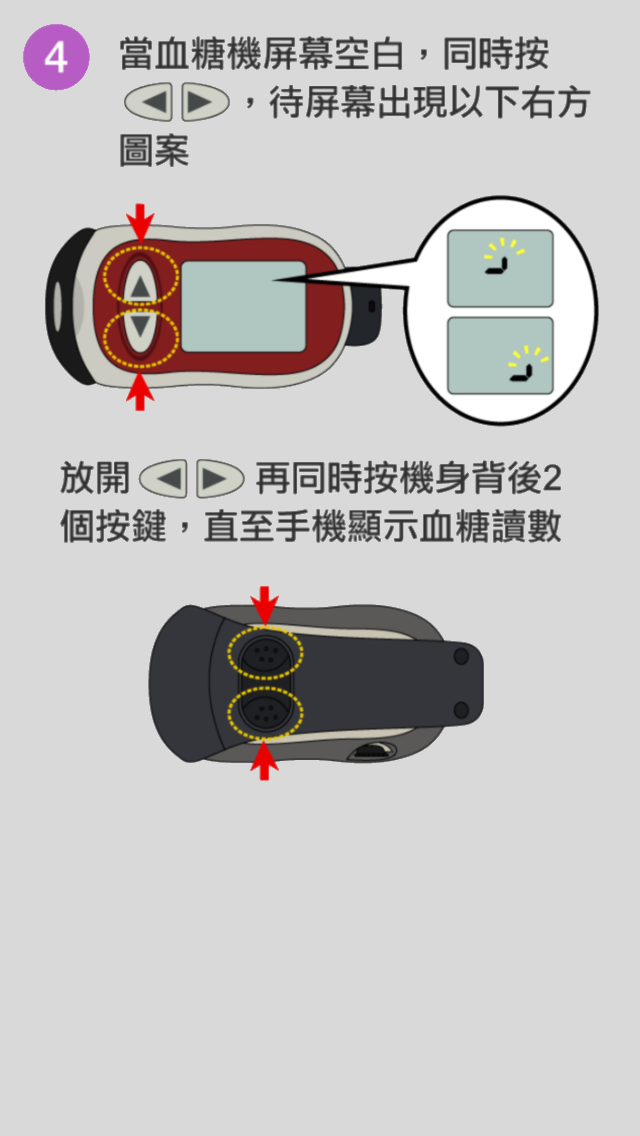 4
當血糖機屏幕空白，同時按
◀ ▶，待屏幕出現以下右方
圖案
放開 ◀ ▶ 再同時按機身背後2
個按鍵，直至手機顯示血糖讀數